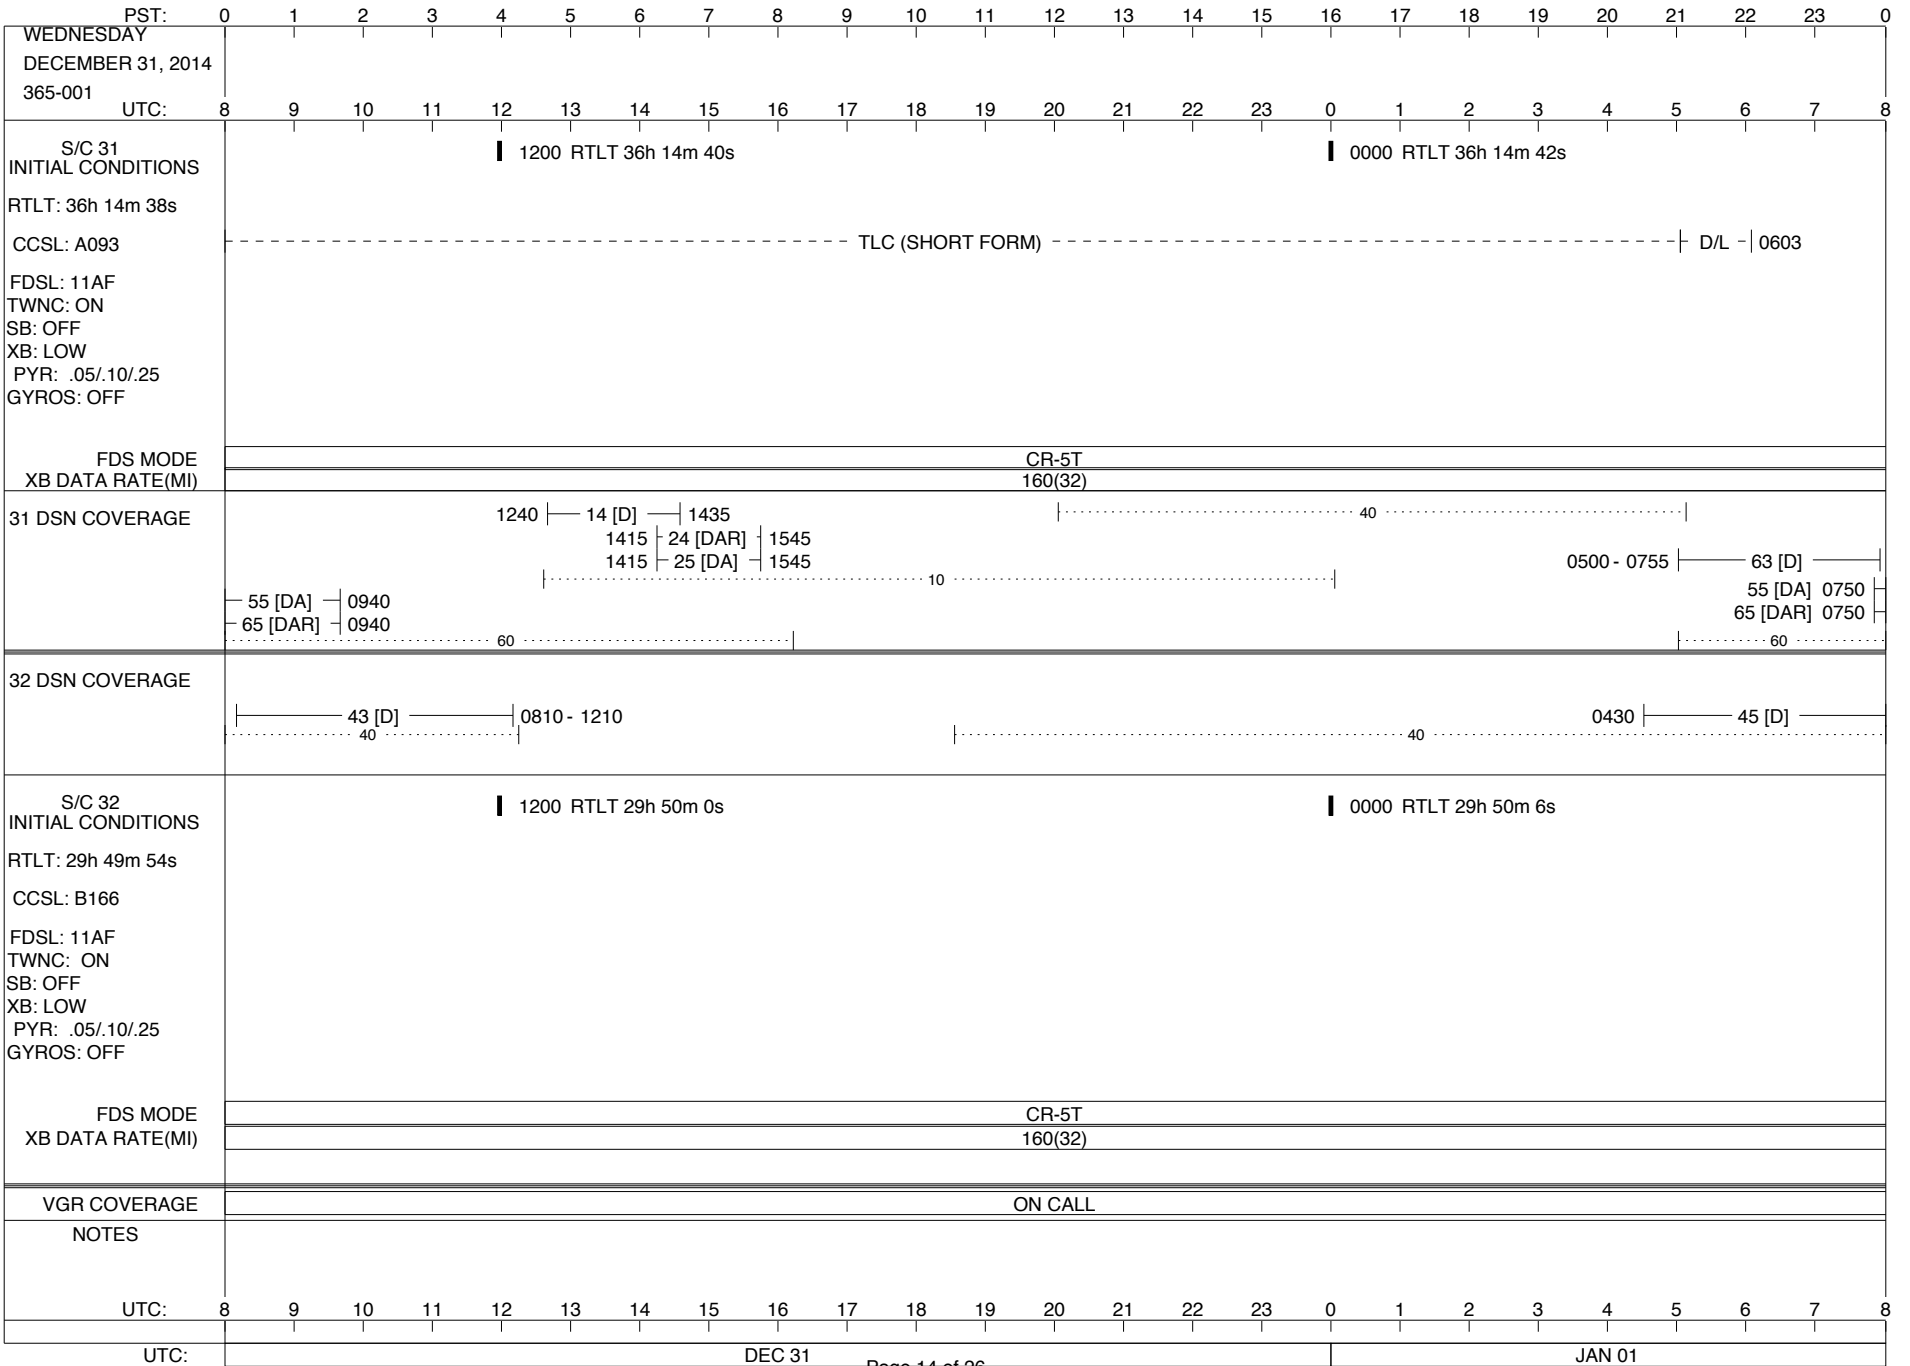 PST: 0 1 2 3 4 5 6 7 8 9 10 11 12 13 14 15 16 17 18 19 20 21 22 23 0
WEDNESDAY
DECEMBER 31, 2014
365-001
UTC: 8 9 10 11 12 13 14 15 16 17 18 19 20 21 22 23 0 1 2 3 4 5 6 7 8
S/C 31
INITIAL CONDITIONS
1200 RTLT 36h 14m 40s
0000 RTLT 36h 14m 42s
RTLT: 36h 14m 38s
CCSL: A093
TLC (SHORT FORM)
D/L
0603
FDSL: 11AF
TWNC: ON
SB: OFF
XB: LOW
PYR: .05/.10/.25
GYROS: OFF
FDS MODE
CR-5T
XB DATA RATE(MI)
160(32)
31 DSN COVERAGE
1240 14 [D] 1435
40
1415 24 [DAR] 1545
1415 25 [DA] 1545
0500 - 0755 63 [D]
10
55 [DA] 0940
55 [DA] 0750
65 [DAR] 0940
65 [DAR] 0750
60
60
32 DSN COVERAGE
43 [D] 0810 - 1210
0430 45 [D]
40
40
S/C 32
INITIAL CONDITIONS
1200 RTLT 29h 50m 0s
0000 RTLT 29h 50m 6s
RTLT: 29h 49m 54s
CCSL: B166
FDSL: 11AF
TWNC: ON
SB: OFF
XB: LOW
PYR: .05/.10/.25
GYROS: OFF
FDS MODE
CR-5T
XB DATA RATE(MI)
160(32)
VGR COVERAGE
ON CALL
NOTES
UTC: 8 9 10 11 12 13 14 15 16 17 18 19 20 21 22 23 0 1 2 3 4 5 6 7 8
UTC: DEC 31 JAN 01
Page 14 of 26